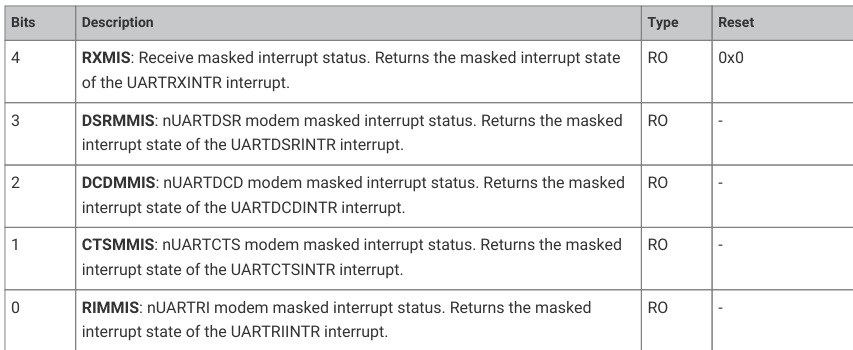 Bits Description Type Reset
4 RXMIS: Receive masked interrupt status. Returns the masked interrupt state RO 0x0
of the UARTRXINTR interrupt.
3 DSRMMIS: nUARTDSR modem masked interrupt status. Returns the masked RO -
interrupt state of the UARTDSRINTR interrupt.
2 DCDMMIS: nUARTDCD modem masked interrupt status. Returns the masked RO -
interrupt state of the UARTDCDINTR interrupt.
1 CTSMMIS: nUARTCTS modem masked interrupt status. Returns the masked RO -
interrupt state of the UARTCTSINTR interrupt.
0 RIMMIS: nUARTRI modem masked interrupt status. Returns the masked RO -
interrupt state of the UARTRIINTR interrupt.